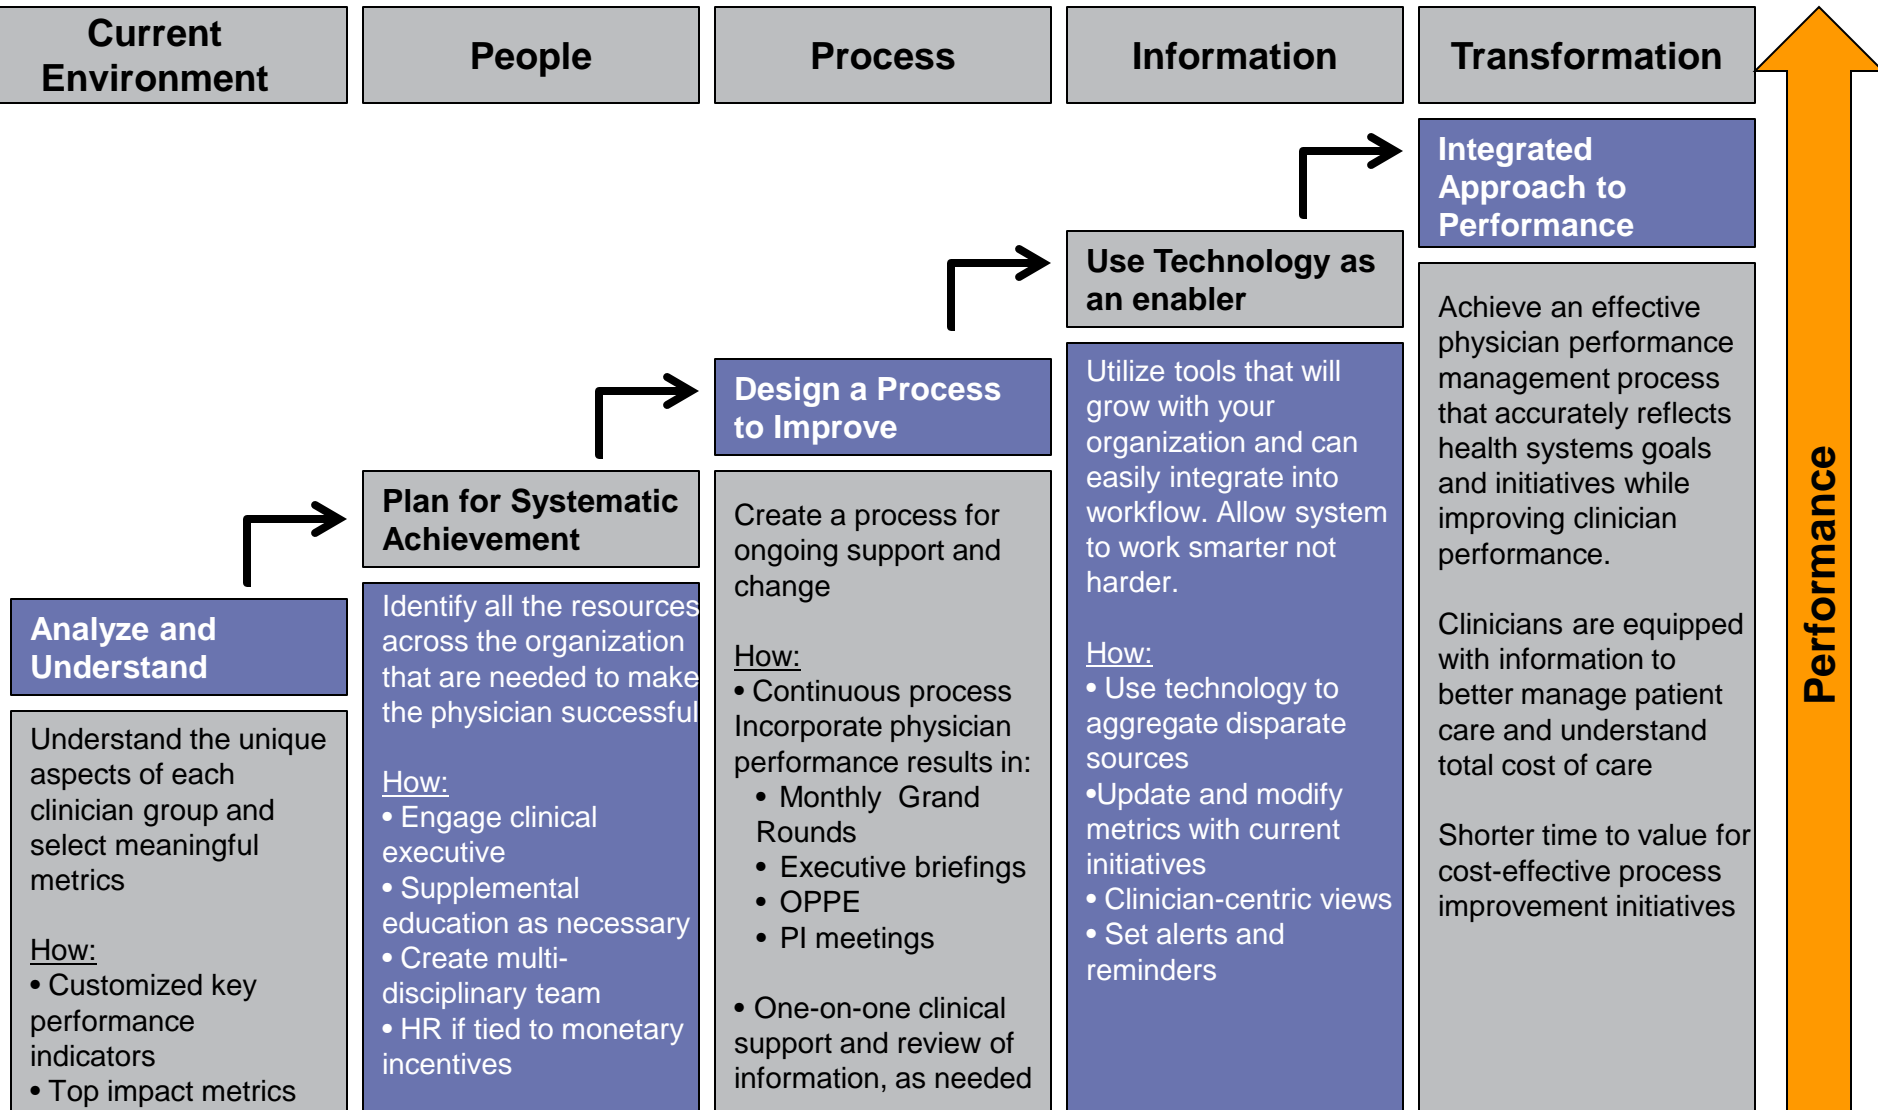 Current
Environment
People
Process
Information
Transformation
Analyze and
Understand
Understand the unique
aspects of each
clinician group and
select meaningful
metrics
How:
• Customized key
performance
indicators
• Top impact metrics
Plan for Systematic
Achievement
Identify all the resources
across the organization
that are needed to make
the physician successful
How:
• Engage clinical
executive
• Supplemental
education as necessary
• Create multi-
disciplinary team
• HR if tied to monetary
incentives
Design a Process
to Improve
Create a process for
ongoing support and
change
How:
• Continuous process
Incorporate physician
performance results in:
• Monthly Grand
Rounds
• Executive briefings
• OPPE
• PI meetings
• One-on-one clinical
support and review of
information, as needed
Use Technology as
an enabler
Utilize tools that will
grow with your
organization and can
easily integrate into
workflow. Allow system
to work smarter not
harder.
How:
• Use technology to
aggregate disparate
sources
•Update and modify
metrics with current
initiatives
• Clinician-centric views
• Set alerts and
reminders
Integrated
Approach to
Performance
Achieve an effective
physician performance
management process
that accurately reflects
health systems goals
and initiatives while
improving clinician
performance.
Clinicians are equipped
with information to
better manage patient
care and understand
total cost of care
Shorter time to value for
cost-effective process
improvement initiatives
Performance